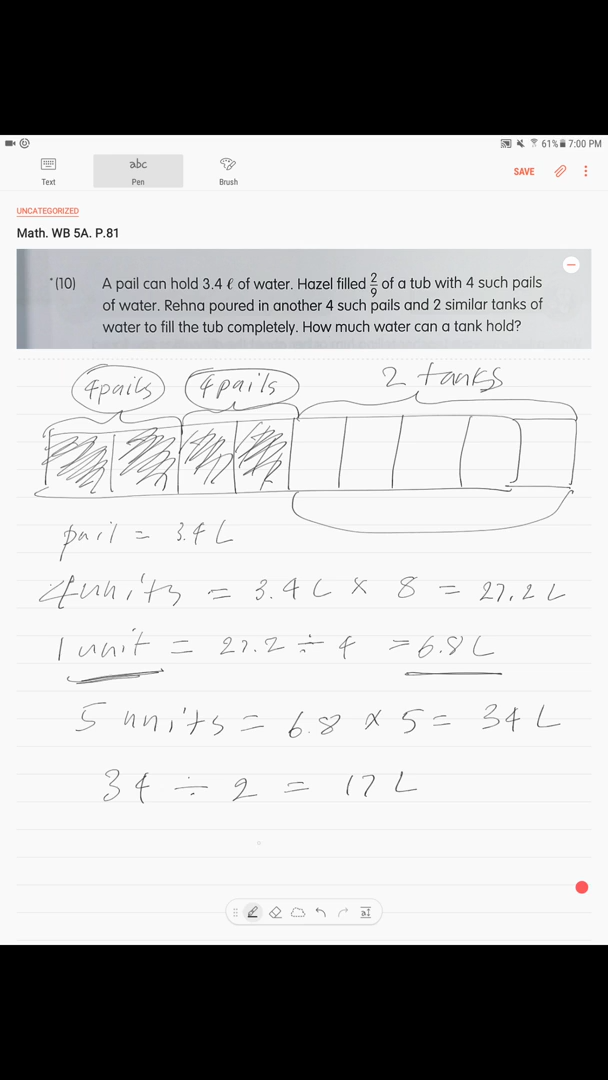 61% 7:00 PM
Text
abc
Pen
Brush
SAVE
UNCATEGORIZED
Math. WB 5A. P.81
*(10) A pail can hold 3.4 ℓ of water. Hazel filled 2/9 of a tub with 4 such pails
of water. Rehna poured in another 4 such pails and 2 similar tanks of
water to fill the tub completely. How much water can a tank hold?
4pails 4pails 2 tanks
pail = 3.4 L
4units = 3.4L × 8 = 27.2L
1 unit = 27.2 ÷ 4 = 6.8L
5 units = 6.8 × 5 = 34 L
34 ÷ 2 = 17 L